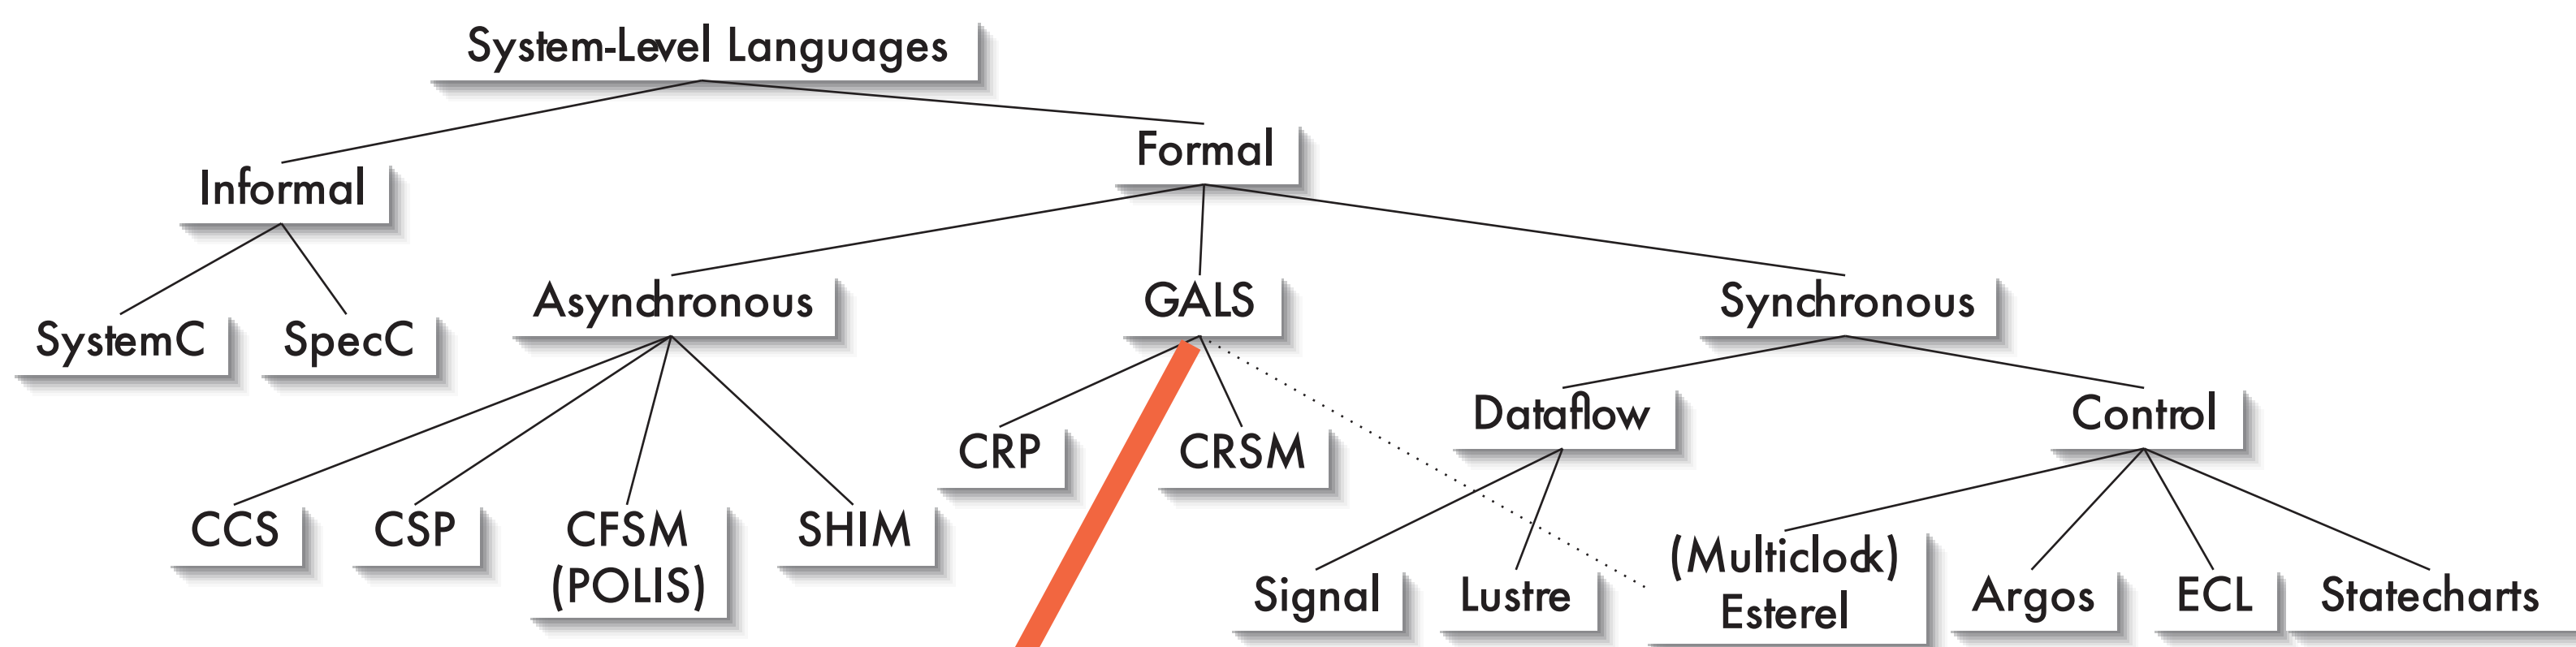 System-Level Languages
Formal
Informal
Asynchronous
GALS
Synchronous
SystemC
SpecC
Dataflow
Control
CRP
CRSM
CCS
CSP
CFSM
(POLIS)
SHIM
Signal
Lustre
(Multiclock)
Esterel
Argos
ECL
Statecharts